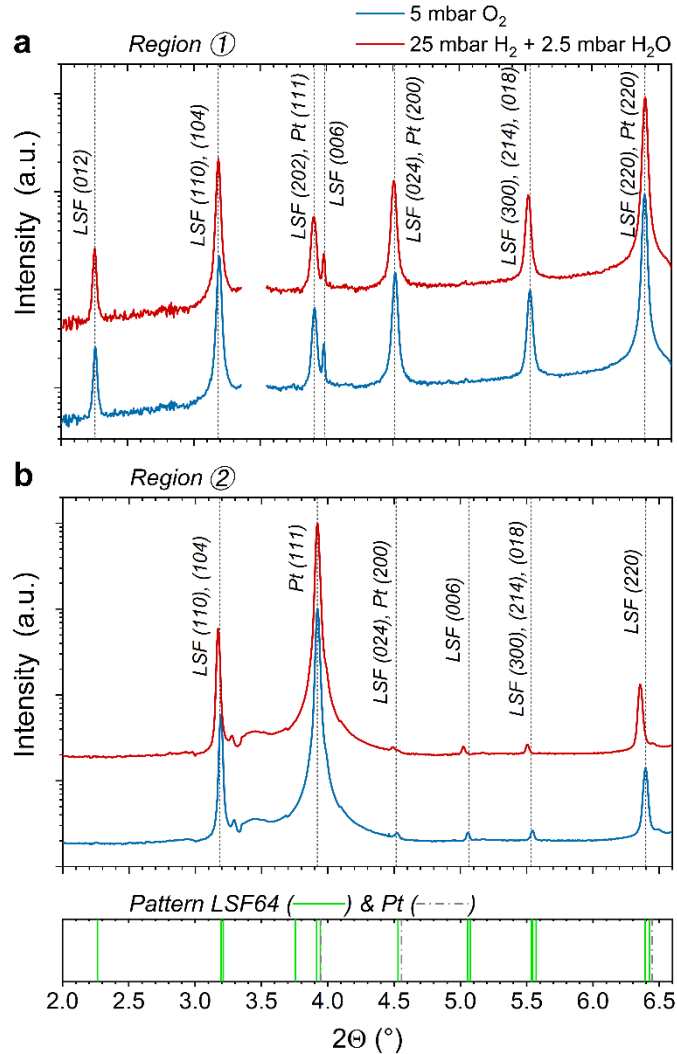 5 mbar O₂
25 mbar H₂ + 2.5 mbar H₂O
a
Region ①
LSF (012)
LSF (110), (104)
LSF (202), Pt (111)
LSF (006)
LSF (024), Pt (200)
LSF (300), (214), (018)
LSF (220), Pt (220)
Intensity (a.u.)
b
Region ②
LSF (110), (104)
Pt (111)
LSF (024), Pt (200)
LSF (006)
LSF (300), (214), (018)
LSF (220)
Intensity (a.u.)
Pattern LSF64 (——) & Pt (-·-·-)
2.0 2.5 3.0 3.5 4.0 4.5 5.0 5.5 6.0 6.5
2Θ (°)